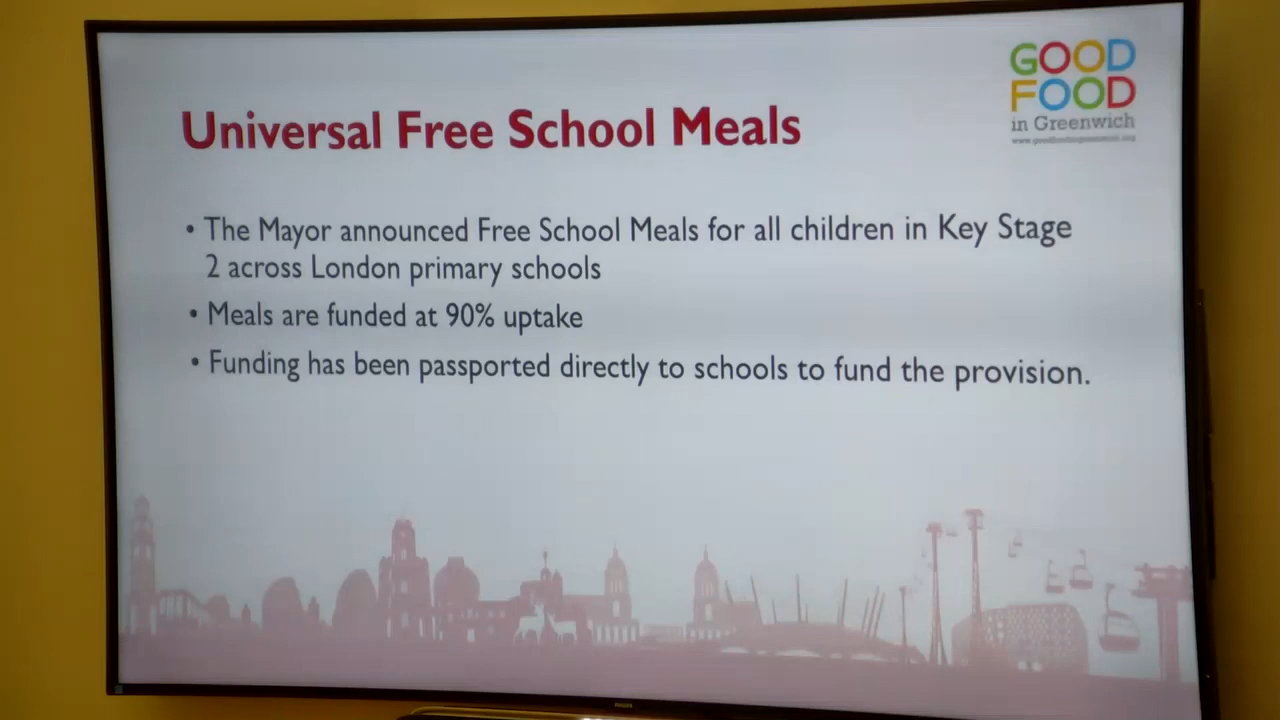 GOOD
FOOD
in Greenwich
Universal Free School Meals
• The Mayor announced Free School Meals for all children in Key Stage
2 across London primary schools
• Meals are funded at 90% uptake
• Funding has been passported directly to schools to fund the provision.